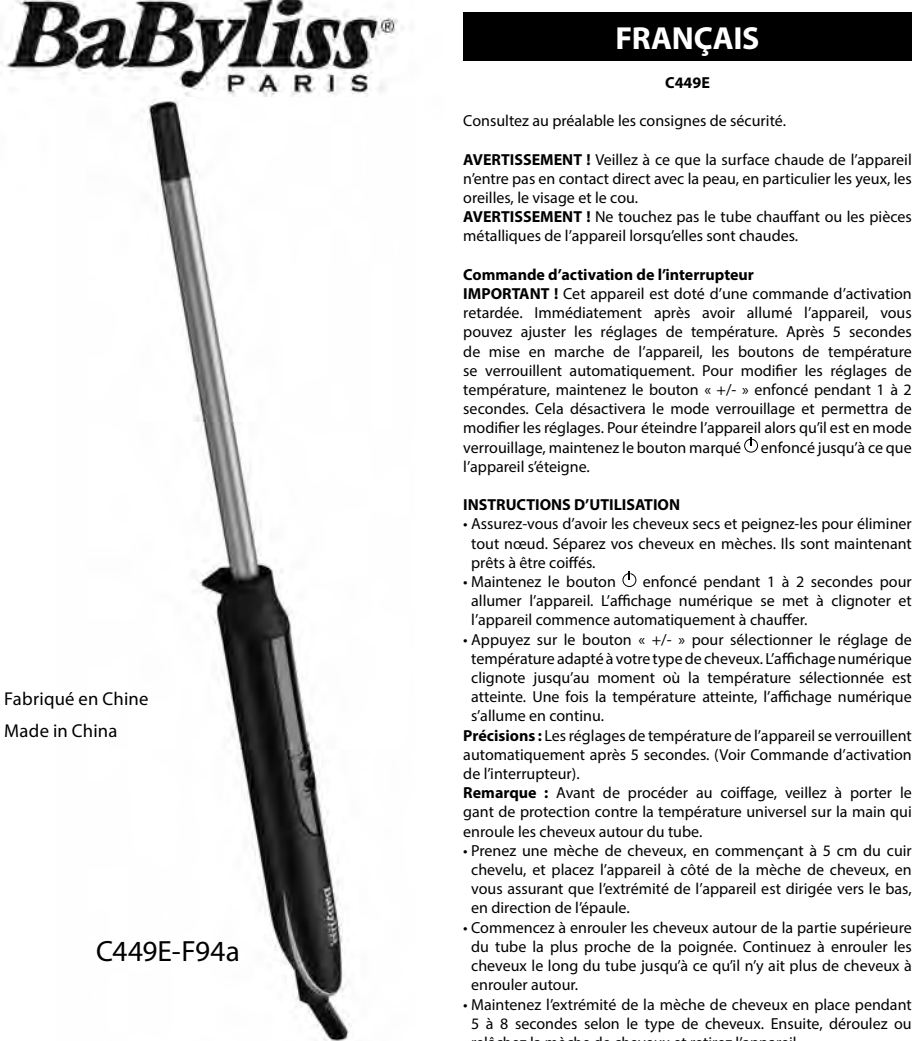 BaByliss®
PARIS
Fabriqué en Chine
Made in China
BaByliss
C449E-F94a
FRANÇAIS
C449E
Consultez au préalable les consignes de sécurité.
AVERTISSEMENT ! Veillez à ce que la surface chaude de l’appareil
n’entre pas en contact direct avec la peau, en particulier les yeux, les
oreilles, le visage et le cou.
AVERTISSEMENT ! Ne touchez pas le tube chauffant ou les pièces
métalliques de l’appareil lorsqu’elles sont chaudes.
Commande d’activation de l’interrupteur
IMPORTANT ! Cet appareil est doté d’une commande d’activation
retardée. Immédiatement après avoir allumé l’appareil, vous
pouvez ajuster les réglages de température. Après 5 secondes
de mise en marche de l’appareil, les boutons de température
se verrouillent automatiquement. Pour modifier les réglages de
température, maintenez le bouton « +/- » enfoncé pendant 1 à 2
secondes. Cela désactivera le mode verrouillage et permettra de
modifier les réglages. Pour éteindre l’appareil alors qu’il est en mode
verrouillage, maintenez le bouton marqué enfoncé jusqu’à ce que
l’appareil s’éteigne.
INSTRUCTIONS D’UTILISATION
• Assurez-vous d’avoir les cheveux secs et peignez-les pour éliminer
tout nœud. Séparez vos cheveux en mèches. Ils sont maintenant
prêts à être coiffés.
• Maintenez le bouton enfoncé pendant 1 à 2 secondes pour
allumer l’appareil. L’affichage numérique se met à clignoter et
l’appareil commence automatiquement à chauffer.
• Appuyez sur le bouton « +/- » pour sélectionner le réglage de
température adapté à votre type de cheveux. L’affichage numérique
clignote jusqu’au moment où la température sélectionnée est
atteinte. Une fois la température atteinte, l’affichage numérique
s’allume en continu.
Précisions : Les réglages de température de l’appareil se verrouillent
automatiquement après 5 secondes. (Voir Commande d’activation
de l’interrupteur).
Remarque : Avant de procéder au coiffage, veillez à porter le
gant de protection contre la température universel sur la main qui
enroule les cheveux autour du tube.
• Prenez une mèche de cheveux, en commençant à 5 cm du cuir
chevelu, et placez l’appareil à côté de la mèche de cheveux, en
vous assurant que l’extrémité de l’appareil est dirigée vers le bas,
en direction de l’épaule.
• Commencez à enrouler les cheveux autour de la partie supérieure
du tube la plus proche de la poignée. Continuez à enrouler les
cheveux le long du tube jusqu’à ce qu’il n’y ait plus de cheveux à
enrouler autour.
• Maintenez l’extrémité de la mèche de cheveux en place pendant
5 à 8 secondes selon le type de cheveux. Ensuite, déroulez ou
relâchez la mèche de cheveux et retirez l’appareil.